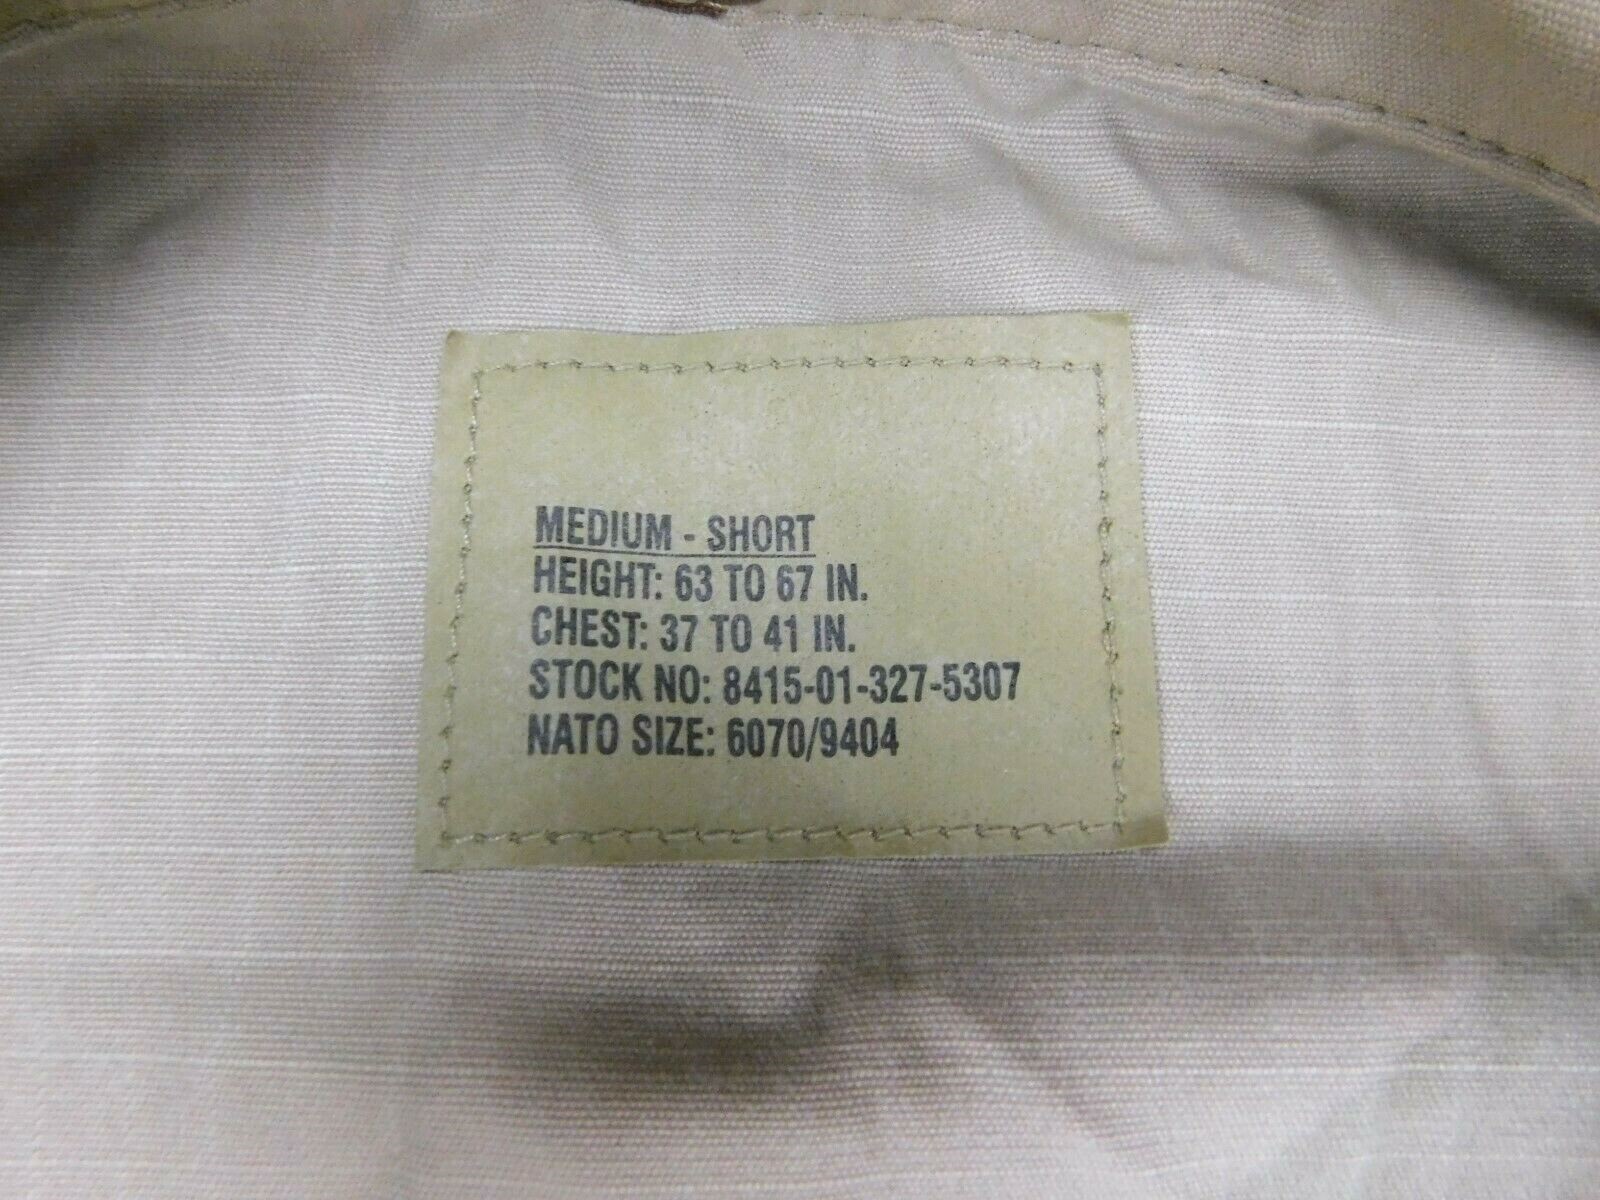 MEDIUM - SHORT
HEIGHT: 63 TO 67 IN.
CHEST: 37 TO 41 IN.
STOCK NO: 8415-01-327-5307
NATO SIZE: 6070/9404